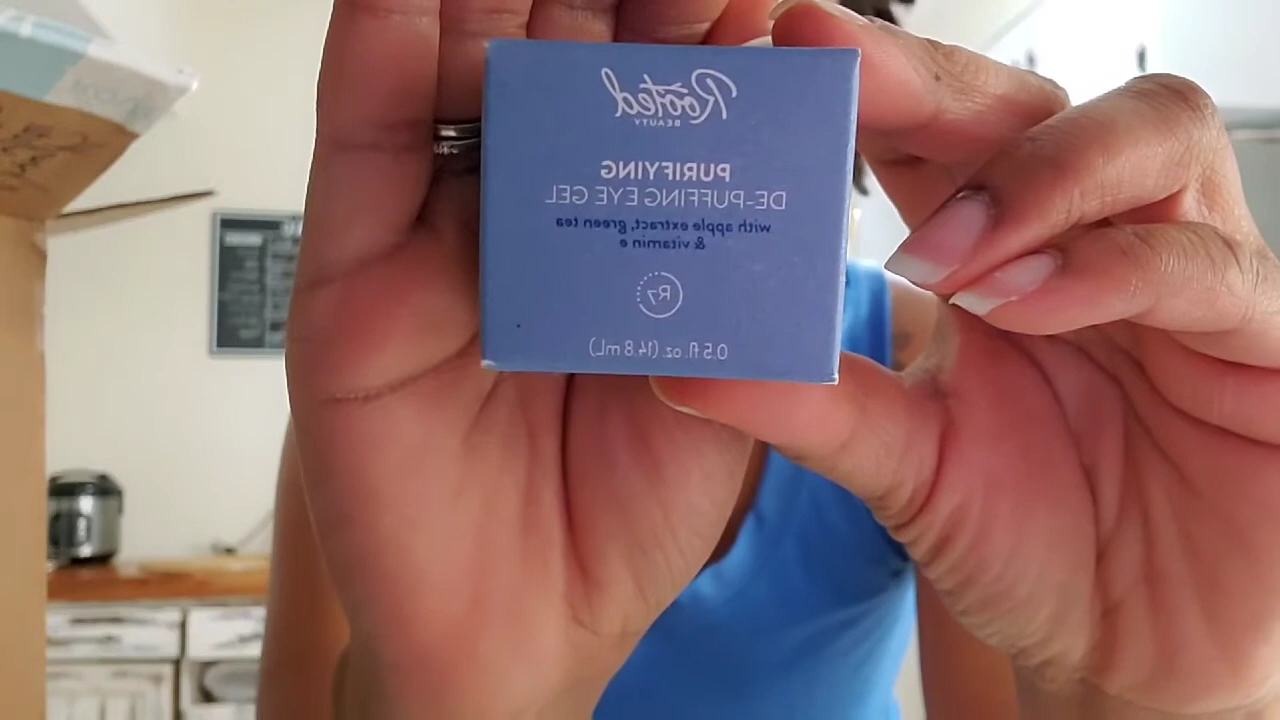 Rooted
BEAUTY
PURIFYING
DE-PUFFING EYE GEL
with apple extract, green tea
& vitamin e
R7
0.5 fl. oz. (14.8 mL)